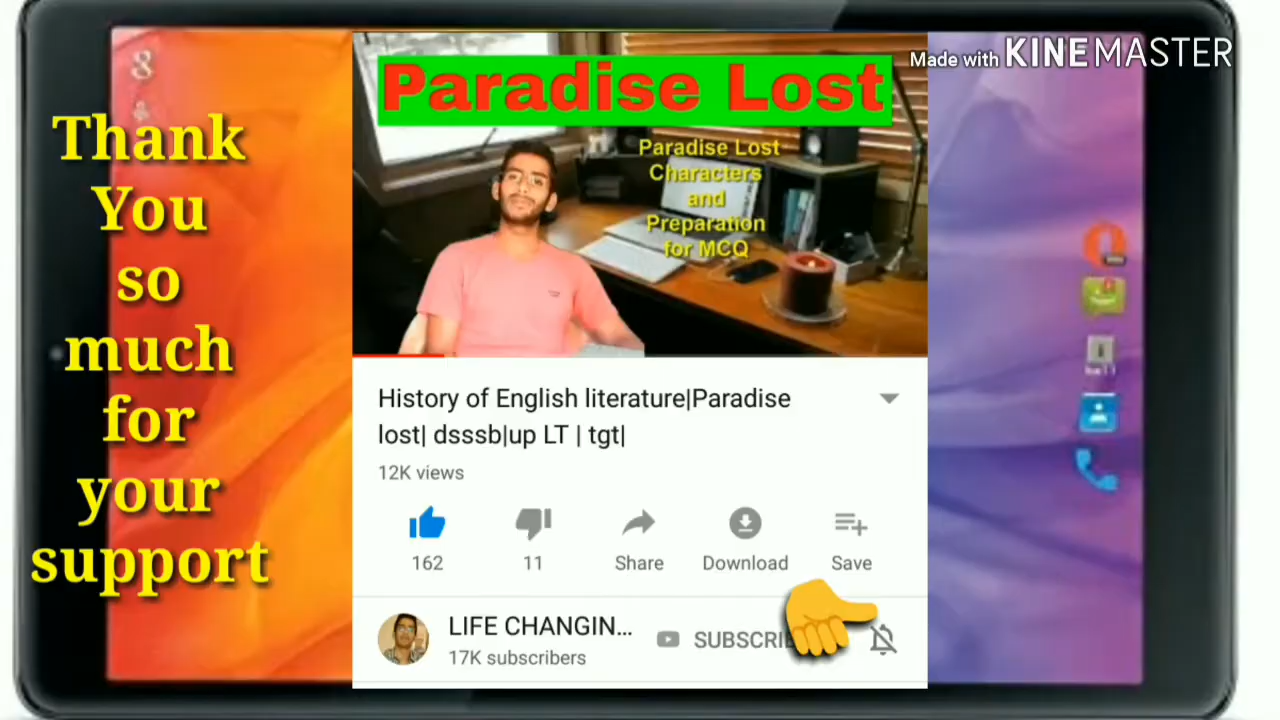 Made with KINEMASTER
Thank
You
so
much
for
your
support
Paradise Lost
Paradise Lost
Characters
and
Preparation
for MCQ
History of English literature|Paradise
lost| dsssb|up LT | tgt|
12K views
162
11
Share
Download
Save
LIFE CHANGIN...
17K subscribers
SUBSCRI